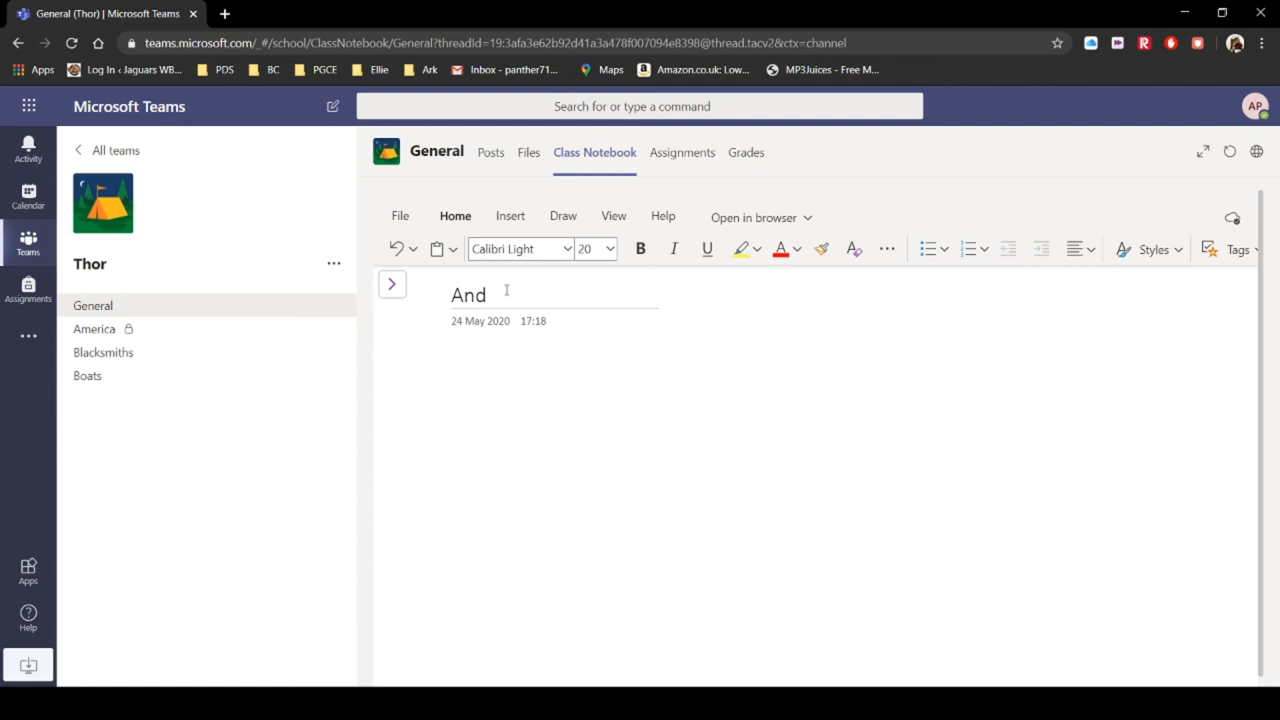 General (Thor) | Microsoft Teams
teams.microsoft.com/_#/school/ClassNotebook/General?threadId=19:3afa3e62b92d41a3a478f007094e8398@thread.tacv2&ctx=channel
Apps Log In ‹ Jaguars WB... PDS BC PGCE Ellie Ark Inbox - panther71... Maps Amazon.co.uk: Low... MP3Juices - Free M...
Microsoft Teams Search for or type a command AP
Activity
Calendar
Teams
Assignments
Apps
Help
All teams
Thor
General
America
Blacksmiths
Boats
General Posts Files Class Notebook Assignments Grades
File Home Insert Draw View Help Open in browser
Calibri Light 20 B I U A A Styles Tags
And
24 May 2020 17:18